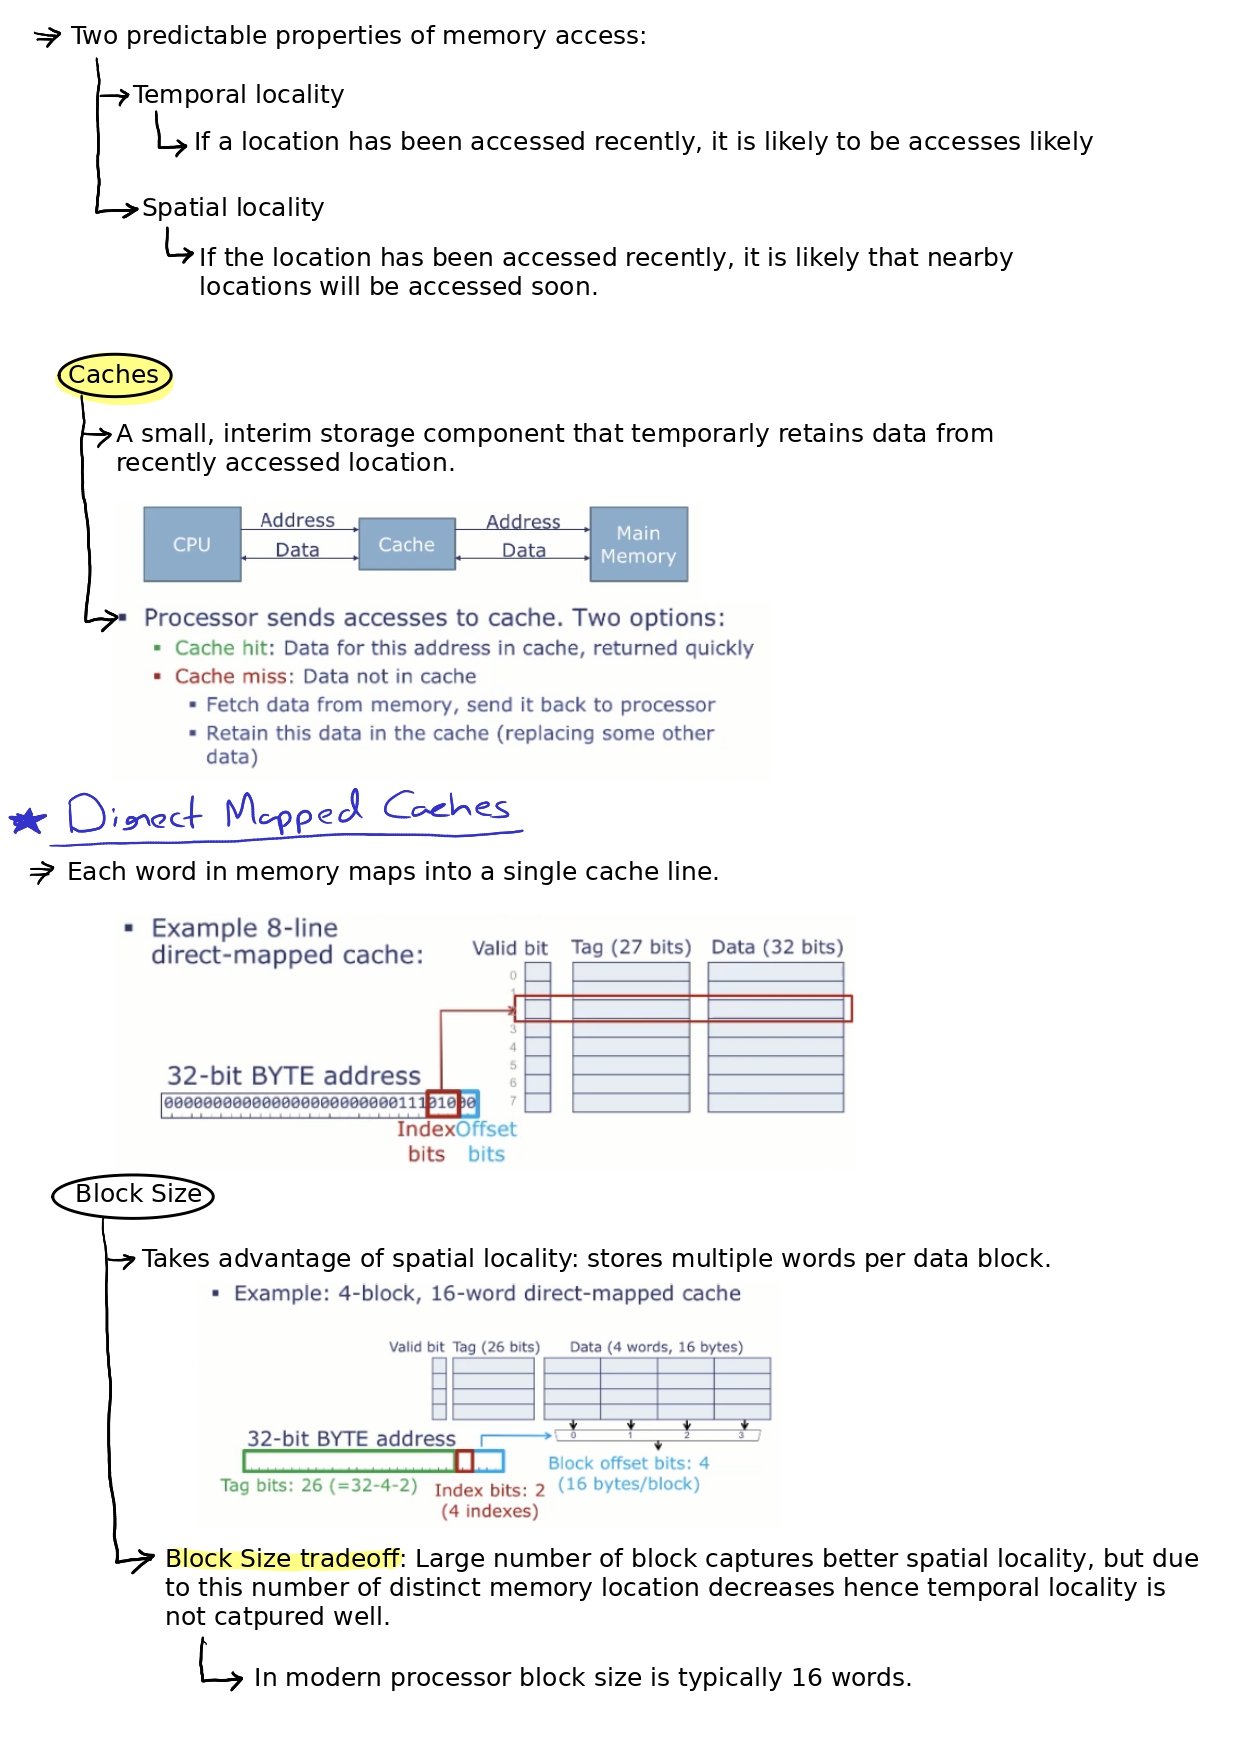 Two predictable properties of memory access:
Temporal locality
If a location has been accessed recently, it is likely to be accesses likely
Spatial locality
If the location has been accessed recently, it is likely that nearby
locations will be accessed soon.
Caches
A small, interim storage component that temporarly retains data from
recently accessed location.
CPU Address Data Cache Address Data Main Memory
▪ Processor sends accesses to cache. Two options:
▪ Cache hit: Data for this address in cache, returned quickly
▪ Cache miss: Data not in cache
▪ Fetch data from memory, send it back to processor
▪ Retain this data in the cache (replacing some other
data)
Direct Mapped Caches
Each word in memory maps into a single cache line.
▪ Example 8-line
direct-mapped cache:
Valid bit Tag (27 bits) Data (32 bits)
0
1
3
4
5
6
7
32-bit BYTE address
00000000000000000000000011101000
Index Offset
bits bits
Block Size
Takes advantage of spatial locality: stores multiple words per data block.
▪ Example: 4-block, 16-word direct-mapped cache
Valid bit Tag (26 bits) Data (4 words, 16 bytes)
0 1 2 3
32-bit BYTE address
Tag bits: 26 (=32-4-2)
Index bits: 2
(4 indexes)
Block offset bits: 4
(16 bytes/block)
Block Size tradeoff: Large number of block captures better spatial locality, but due
to this number of distinct memory location decreases hence temporal locality is
not catpured well.
In modern processor block size is typically 16 words.